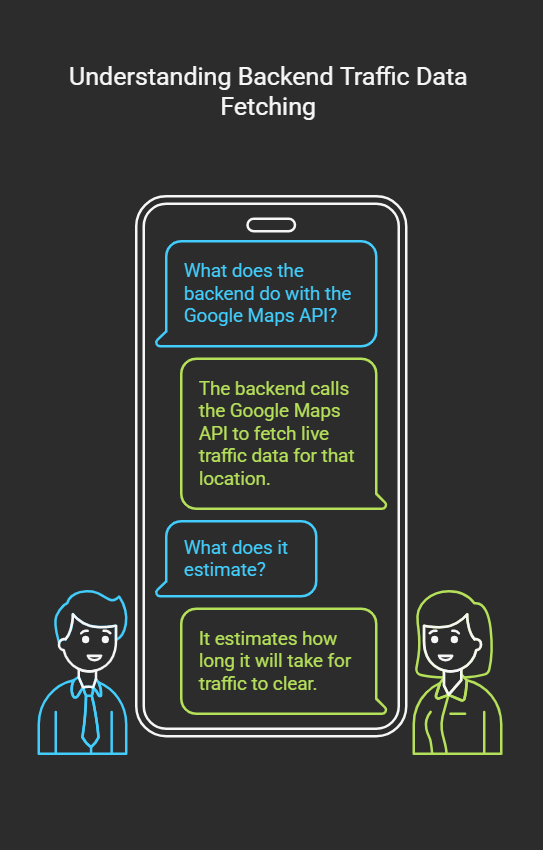 Understanding Backend Traffic Data
Fetching
What does the
backend do with the
Google Maps API?
The backend calls
the Google Maps
API to fetch live
traffic data for that
location.
What does it
estimate?
It estimates how
long it will take for
traffic to clear.